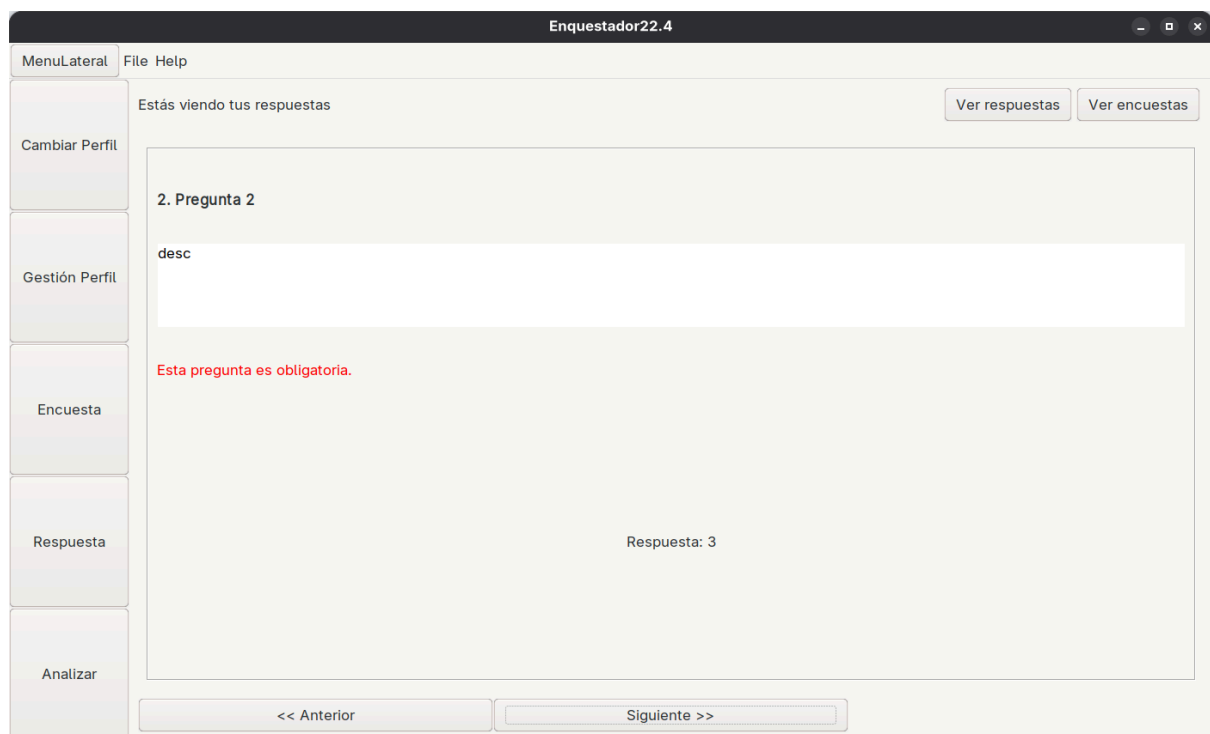 Enquestador22.4
MenuLateral File Help
Estás viendo tus respuestas
Ver respuestas
Ver encuestas
Cambiar Perfil
Gestión Perfil
Encuesta
Respuesta
Analizar
2. Pregunta 2
desc
Esta pregunta es obligatoria.
Respuesta: 3
<< Anterior
Siguiente >>